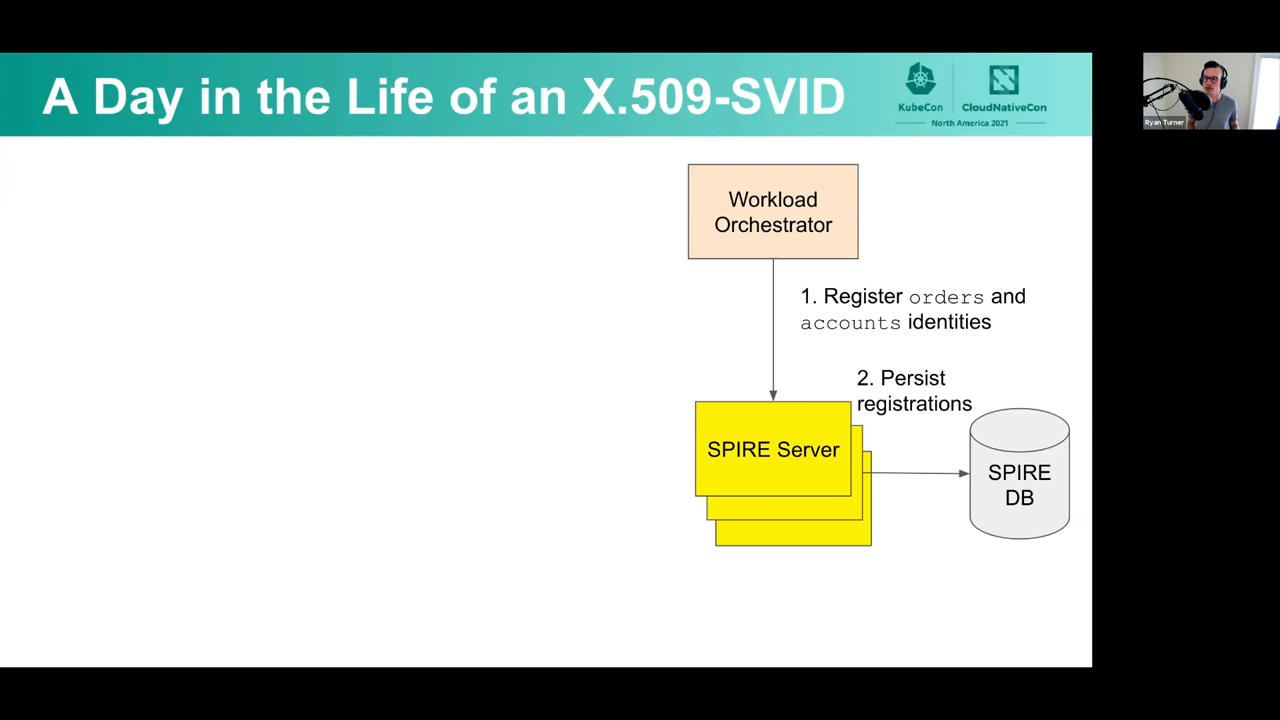 A Day in the Life of an X.509-SVID
KubeCon
CloudNativeCon
North America 2021
Ryan Turner
Workload
Orchestrator
1. Register orders and
accounts identities
2. Persist
registrations
SPIRE Server
SPIRE
DB